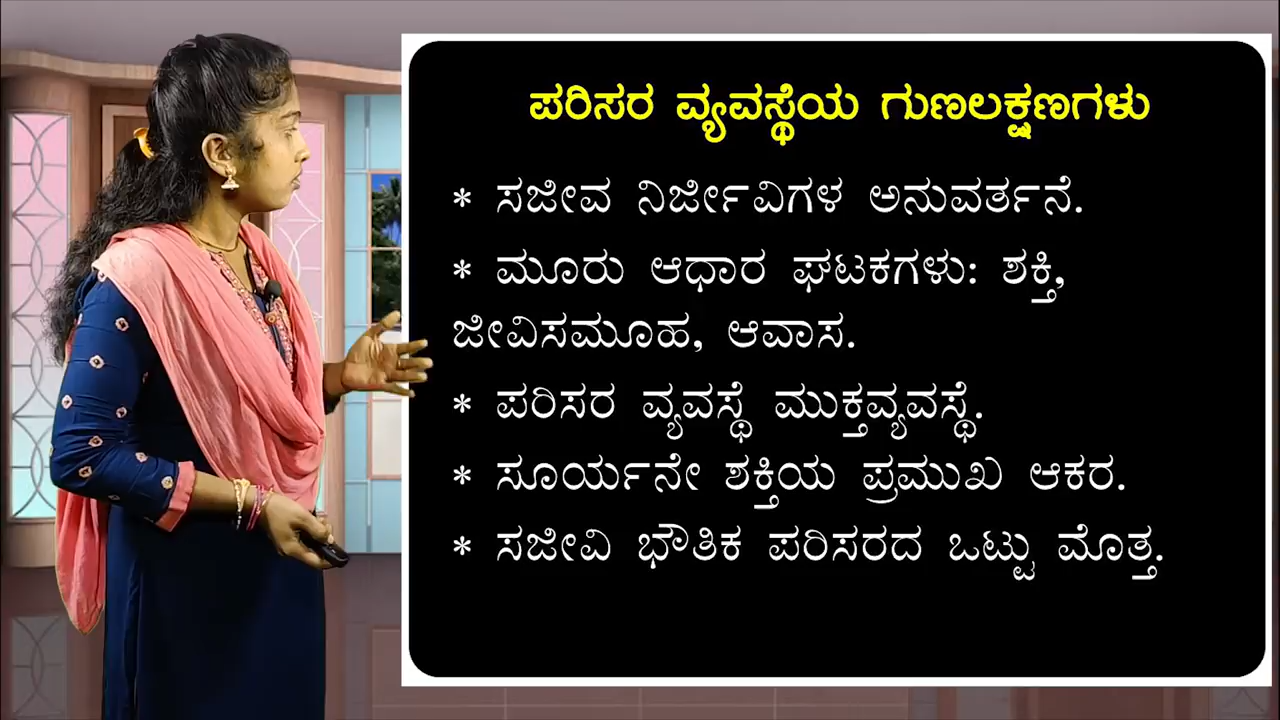 ಪರಿಸರ ವ್ಯವಸ್ಥೆಯ ಗುಣಲಕ್ಷಣಗಳು
* ಸಜೀವ ನಿರ್ಜೀವಿಗಳ ಅನುವರ್ತನೆ.
* ಮೂರು ಆಧಾರ ಘಟಕಗಳು: ಶಕ್ತಿ,
ಜೀವಿಸಮೂಹ, ಆವಾಸ.
* ಪರಿಸರ ವ್ಯವಸ್ಥೆ ಮುಕ್ತವ್ಯವಸ್ಥೆ.
* ಸೂರ್ಯನೇ ಶಕ್ತಿಯ ಪ್ರಮುಖ ಆಕರ.
* ಸಜೀವಿ ಭೌತಿಕ ಪರಿಸರದ ಒಟ್ಟು ಮೊತ್ತ.